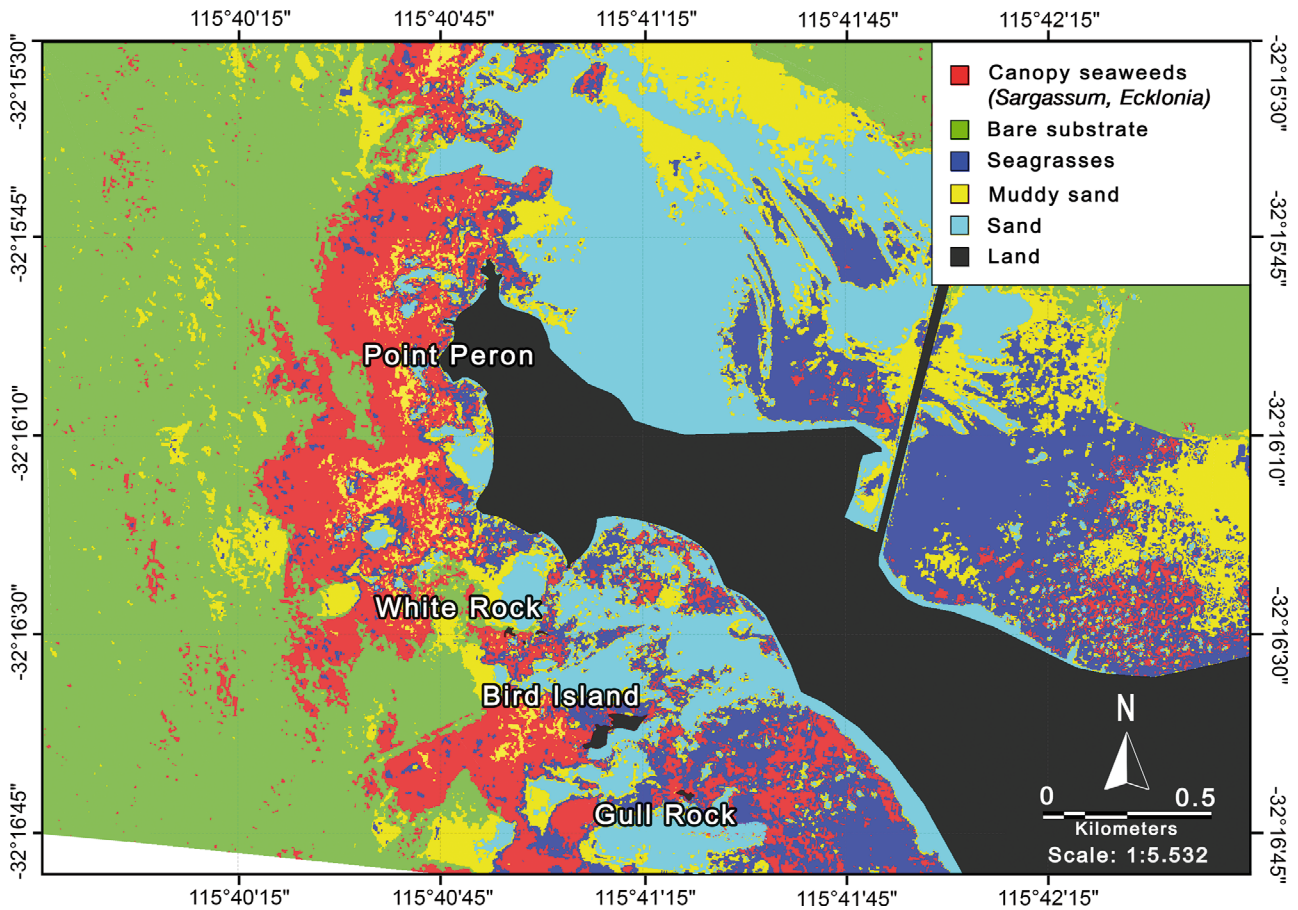 115°40'15" 115°40'45" 115°41'15" 115°41'45" 115°42'15"
-32°15'30"
-32°15'45"
-32°16'10"
-32°16'30"
-32°16'45"
Canopy seaweeds
(Sargassum, Ecklonia)
Bare substrate
Seagrasses
Muddy sand
Sand
Land
Point Peron
White Rock
Bird Island
Gull Rock
N
0 0.5
Kilometers
Scale: 1:5.532
-32°15'30"
-32°15'45"
-32°16'10"
-32°16'30"
-32°16'45"
115°40'15" 115°40'45" 115°41'15" 115°41'45" 115°42'15"